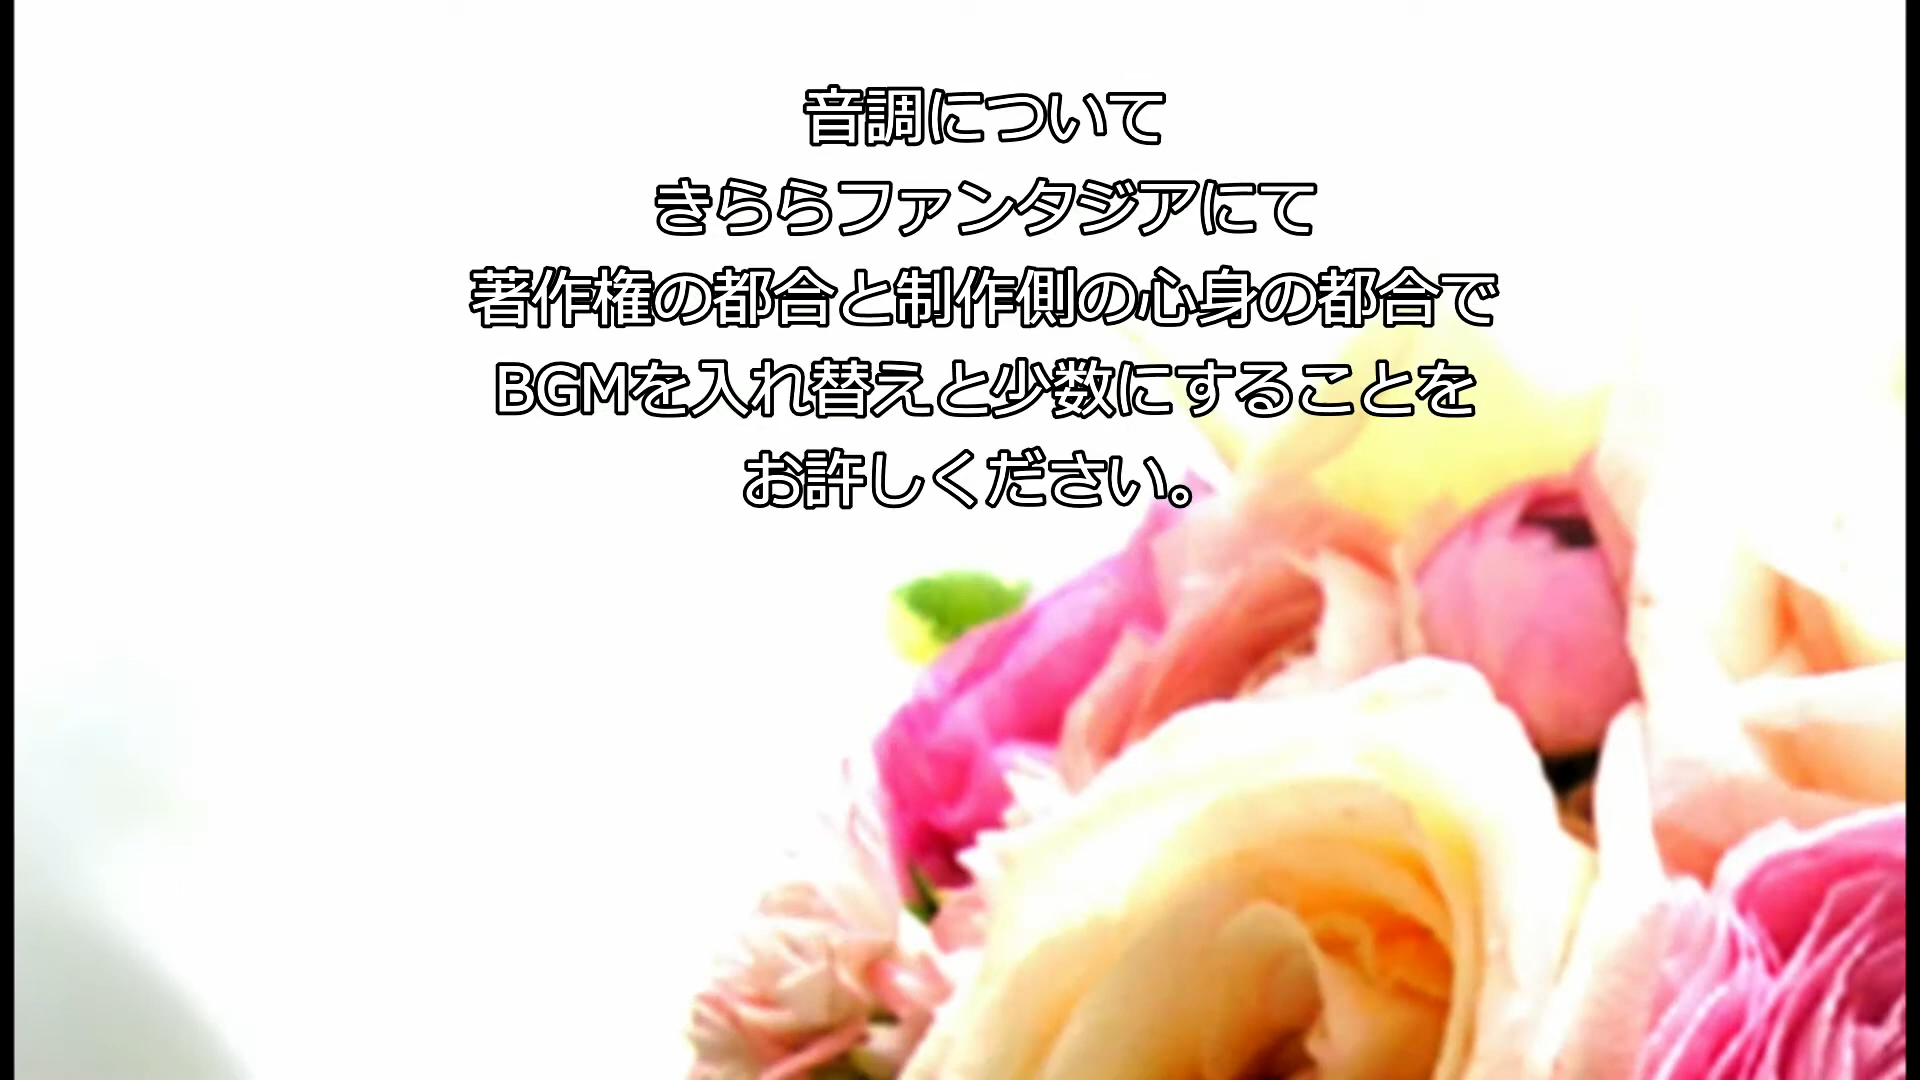 音調について
きららファンタジアにて
著作権の都合と制作側の心身の都合で
BGMを入れ替えと少数にすることを
お許しください。